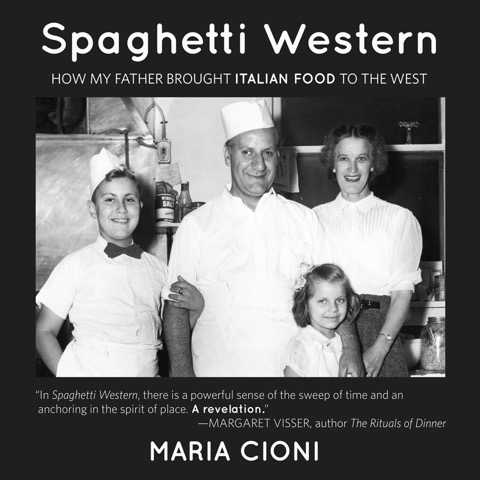 Spaghetti Western
HOW MY FATHER BROUGHT ITALIAN FOOD TO THE WEST
SALT
“In Spaghetti Western, there is a powerful sense of the sweep of time and an
anchoring in the spirit of place. A revelation.”
—MARGARET VISSER, author The Rituals of Dinner
MARIA CIONI